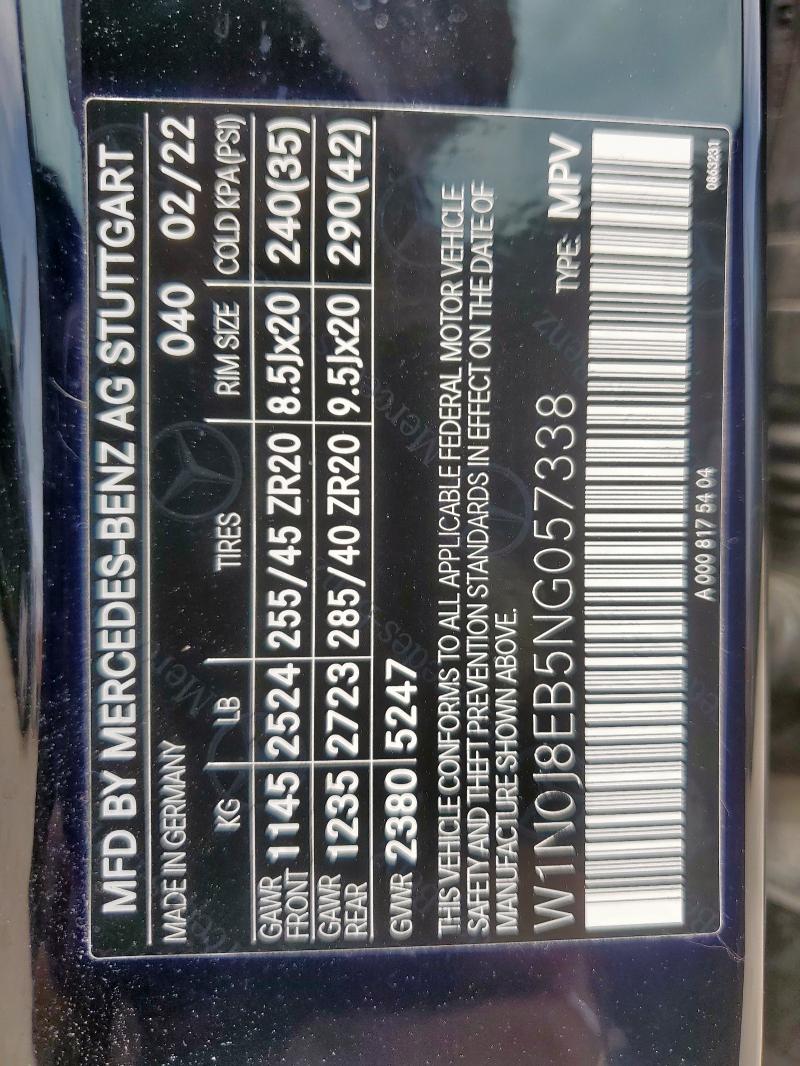 MFD BY MERCEDES-BENZ AG STUTTGART
MADE IN GERMANY 040 02/22
KG LB TIRES RIM SIZE COLD KPA(PSI)
GAWR FRONT 1145 2524 255/45 ZR20 8.5Jx20 240(35)
GAWR REAR 1235 2723 285/40 ZR20 9.5Jx20 290(42)
GVWR 2380 5247
THIS VEHICLE CONFORMS TO ALL APPLICABLE FEDERAL MOTOR VEHICLE
SAFETY AND THEFT PREVENTION STANDARDS IN EFFECT ON THE DATE OF
MANUFACTURE SHOWN ABOVE.
W1N0J8EB5NG057338 TYPE: MPV
A 000 817 54 04
0863231